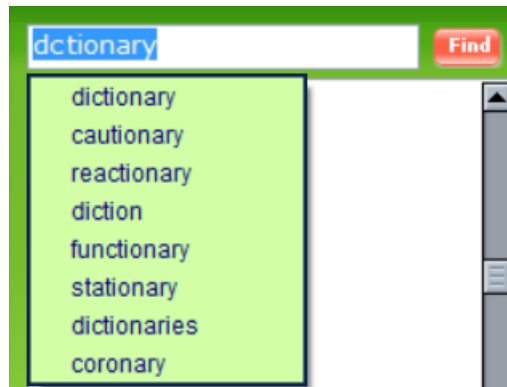 dctionary Find
dictionary
cautionary
reactionary
diction
functionary
stationary
dictionaries
coronary